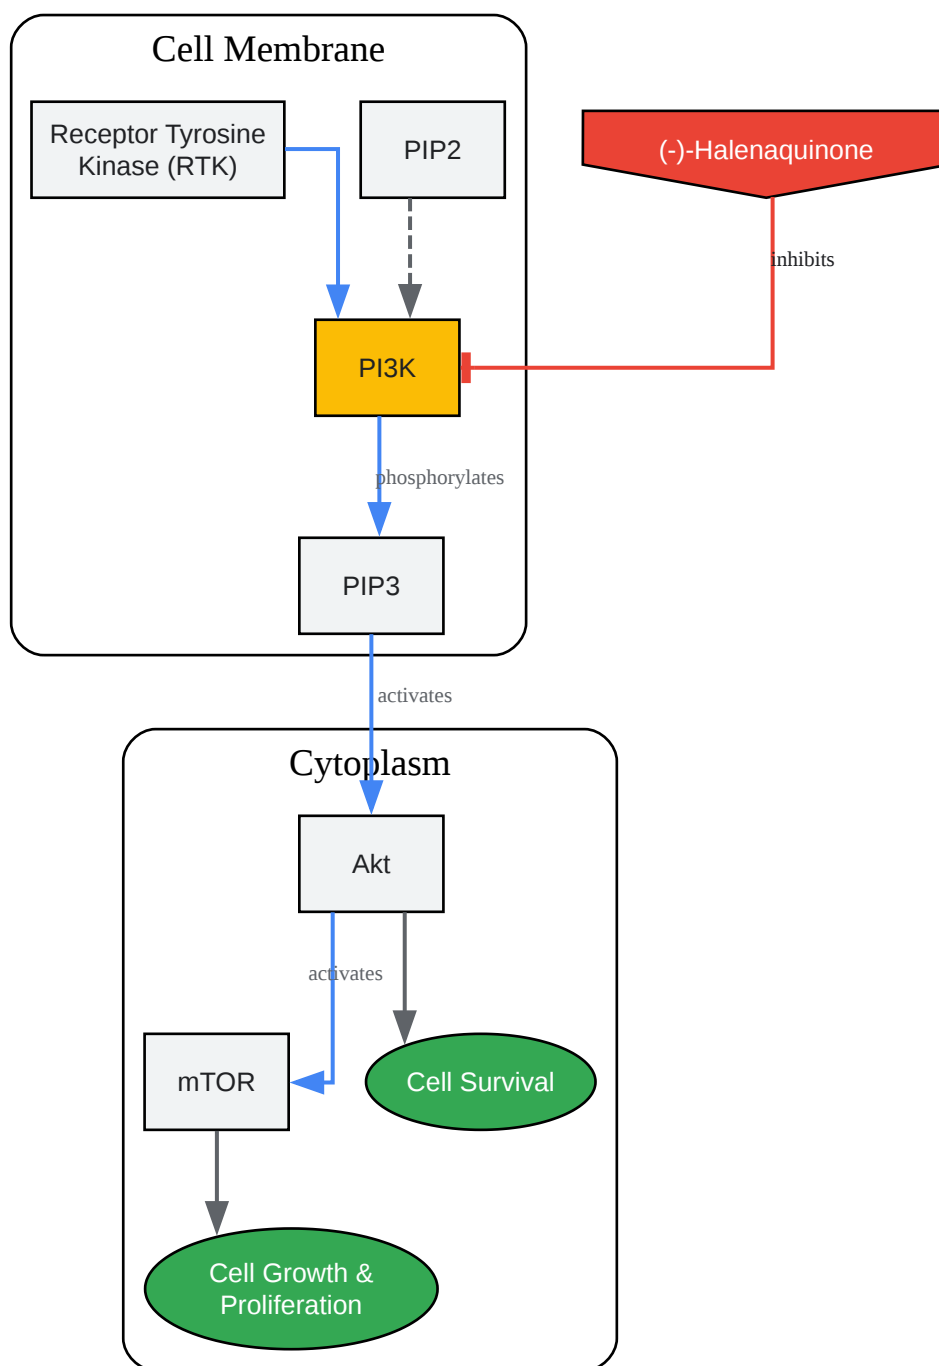 Cell Membrane
Receptor Tyrosine
Kinase (RTK)
PIP2
(-)-Halenaquinone
inhibits
PI3K
phosphorylates
PIP3
activates
Cytoplasm
Akt
activates
mTOR
Cell Survival
Cell Growth &
Proliferation